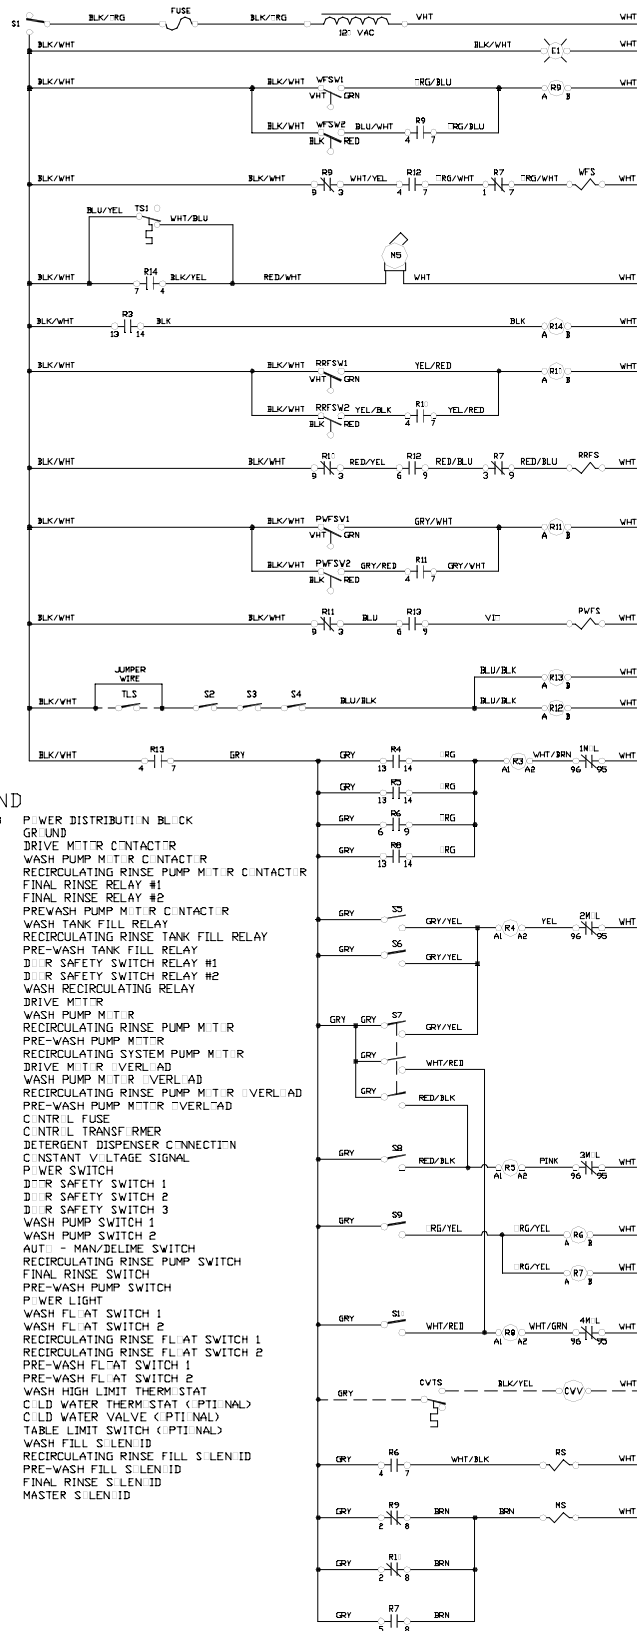 S1 BLK/ORG FUSE BLK/ORG 120 VAC WHT WHT
BLK/WHT BLK/WHT E1 WHT
BLK/WHT BLK/WHT WFSW1 ORG/BLU R9 WHT
WHT GRN A B
BLK/WHT WFSW2 BLU/WHT R9 ORG/BLU
BLK RED 4 7
BLK/WHT BLK/WHT R9 WHT/YEL R12 ORG/WHT R7 ORG/WHT WFS WHT
9 3 4 7 1 7
BLU/YEL TS1 WHT/BLU
M5
BLK/WHT R14 BLK/YEL RED/WHT WHT WHT
7 4
BLK/WHT R3 BLK BLK R14 WHT
13 14 A B
BLK/WHT BLK/WHT RRFSW1 YEL/RED R10 WHT
WHT GRN A B
BLK/WHT RRFSW2 YEL/BLK R10 YEL/RED
BLK RED 4 7
BLK/WHT BLK/WHT R10 RED/YEL R12 RED/BLU R7 RED/BLU RRFS WHT
9 3 6 9 3 9
BLK/WHT BLK/WHT PWFSW1 GRY/WHT R11 WHT
WHT GRN A B
BLK/WHT PWFSW2 GRY/RED R11 GRY/WHT
BLK RED 4 7
BLK/WHT BLK/WHT R11 BLU R13 VIO PWFS WHT
9 3 6 9
JUMPER
WIRE
BLU/BLK R13 WHT
A B
BLK/WHT TLS S2 S3 S4 BLU/BLK BLU/BLK R12 WHT
A B
BLK/WHT R13 GRY GRY R4 ORG R3 WHT/BRN 1MOL WHT
4 7 13 14 A1 A2 96 95
GRY R5 ORG
13 14
GRY R6 ORG
6 9
GRY R8 ORG
13 14
GRY S5 GRY/YEL R4 YEL 2MOL WHT
A1 A2 96 95
GRY S6 GRY/YEL
GRY GRY S7 GRY/YEL
GRY WHT/RED
GRY RED/BLK
GRY S8 RED/BLK R5 PINK 3MOL WHT
A1 A2 96 95
GRY S9 ORG/YEL ORG/YEL R6 WHT
A B
ORG/YEL R7 WHT
A B
GRY S10 WHT/RED R8 WHT/GRN 4MOL WHT
A1 A2 96 95
GRY CWTS BLK/YEL CWV WHT
GRY R6 WHT/BLK RS WHT
4 7
GRY R9 BRN BRN MS WHT
2 8
GRY R10 BRN
2 8
GRY R7 BRN
5 8
ND
POWER DISTRIBUTION BLOCK
GROUND
DRIVE MOTOR CONTACTOR
WASH PUMP MOTOR CONTACTOR
RECIRCULATING RINSE PUMP MOTOR CONTACTOR
FINAL RINSE RELAY #1
FINAL RINSE RELAY #2
PREWASH PUMP MOTOR CONTACTOR
WASH TANK FILL RELAY
RECIRCULATING RINSE TANK FILL RELAY
PRE-WASH TANK FILL RELAY
DOOR SAFETY SWITCH RELAY #1
DOOR SAFETY SWITCH RELAY #2
WASH RECIRCULATING RELAY
DRIVE MOTOR
WASH PUMP MOTOR
RECIRCULATING RINSE PUMP MOTOR
PRE-WASH PUMP MOTOR
RECIRCULATING SYSTEM PUMP MOTOR
DRIVE MOTOR OVERLOAD
WASH PUMP MOTOR OVERLOAD
RECIRCULATING RINSE PUMP MOTOR OVERLOAD
PRE-WASH PUMP MOTOR OVERLOAD
CONTROL FUSE
CONTROL TRANSFORMER
DETERGENT DISPENSER CONNECTION
CONSTANT VOLTAGE SIGNAL
POWER SWITCH
DOOR SAFETY SWITCH 1
DOOR SAFETY SWITCH 2
DOOR SAFETY SWITCH 3
WASH PUMP SWITCH 1
WASH PUMP SWITCH 2
AUTO - MAN/DELIME SWITCH
RECIRCULATING RINSE PUMP SWITCH
FINAL RINSE SWITCH
PRE-WASH PUMP SWITCH
POWER LIGHT
WASH FLOAT SWITCH 1
WASH FLOAT SWITCH 2
RECIRCULATING RINSE FLOAT SWITCH 1
RECIRCULATING RINSE FLOAT SWITCH 2
PRE-WASH FLOAT SWITCH 1
PRE-WASH FLOAT SWITCH 2
WASH HIGH LIMIT THERMOSTAT
COLD WATER THERMOSTAT (OPTIONAL)
COLD WATER VALVE (OPTIONAL)
TABLE LIMIT SWITCH (OPTIONAL)
WASH FILL SOLENOID
RECIRCULATING RINSE FILL SOLENOID
PRE-WASH FILL SOLENOID
FINAL RINSE SOLENOID
MASTER SOLENOID